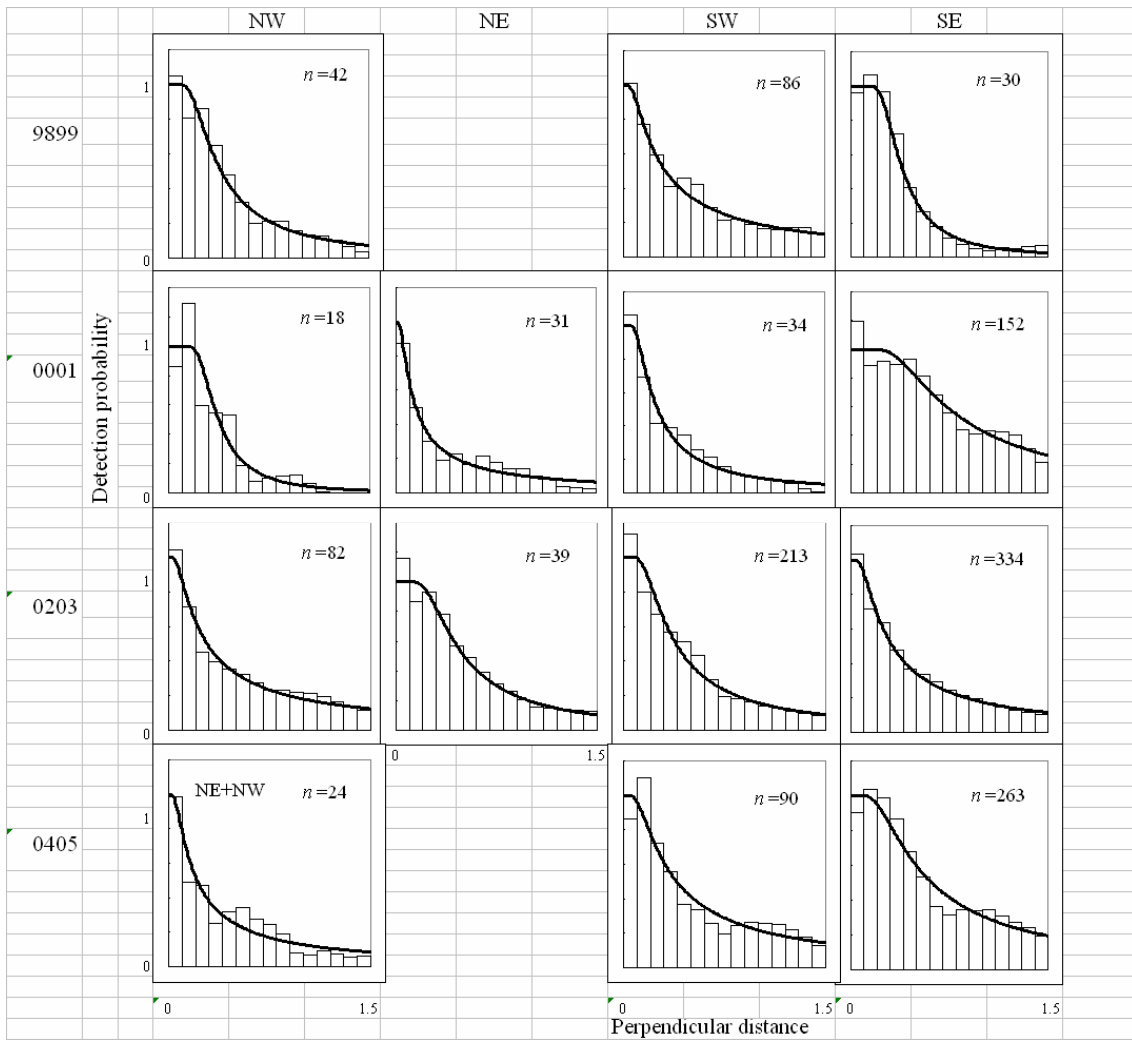 NW NE SW SE
n=42 n=86 n=30
1
9899
0
n=18 n=31 n=34 n=152
1
0001
Detection probability
0
n=82 n=39 n=213 n=334
1
0203
0
0 1.5
NE+NW n=24 n=90 n=263
1
0405
0
0 1.5 0 1.5 0 1.5
Perpendicular distance